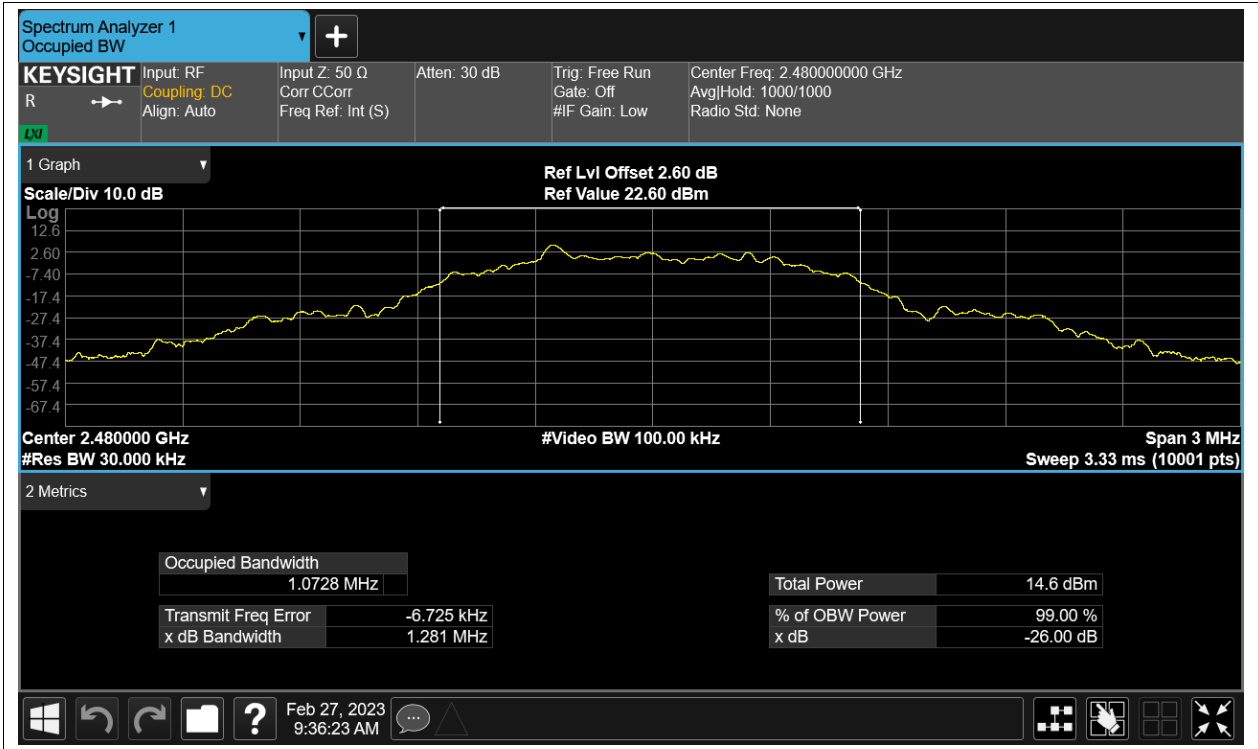 Spectrum Analyzer 1
Occupied BW
KEYSIGHT
R
LXI
Input: RF
Coupling: DC
Align: Auto
Input Z: 50 Ω
Corr CCorr
Freq Ref: Int (S)
Atten: 30 dB
Trig: Free Run
Gate: Off
#IF Gain: Low
Center Freq: 2.480000000 GHz
Avg|Hold: 1000/1000
Radio Std: None
1 Graph
Scale/Div 10.0 dB
Ref Lvl Offset 2.60 dB
Ref Value 22.60 dBm
Log
12.6
2.60
-7.40
-17.4
-27.4
-37.4
-47.4
-57.4
-67.4
Center 2.480000 GHz
#Res BW 30.000 kHz
#Video BW 100.00 kHz
Span 3 MHz
Sweep 3.33 ms (10001 pts)
2 Metrics
Occupied Bandwidth
1.0728 MHz
Transmit Freq Error -6.725 kHz
x dB Bandwidth 1.281 MHz
Total Power 14.6 dBm
% of OBW Power 99.00 %
x dB -26.00 dB
?
Feb 27, 2023
9:36:23 AM